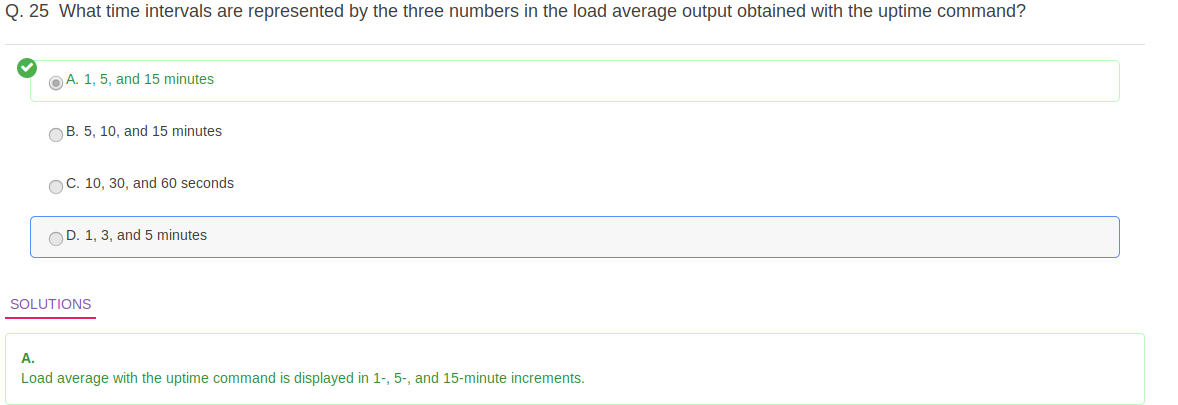 Q. 25 What time intervals are represented by the three numbers in the load average output obtained with the uptime command?
A. 1, 5, and 15 minutes
B. 5, 10, and 15 minutes
C. 10, 30, and 60 seconds
D. 1, 3, and 5 minutes
SOLUTIONS
A.
Load average with the uptime command is displayed in 1-, 5-, and 15-minute increments.